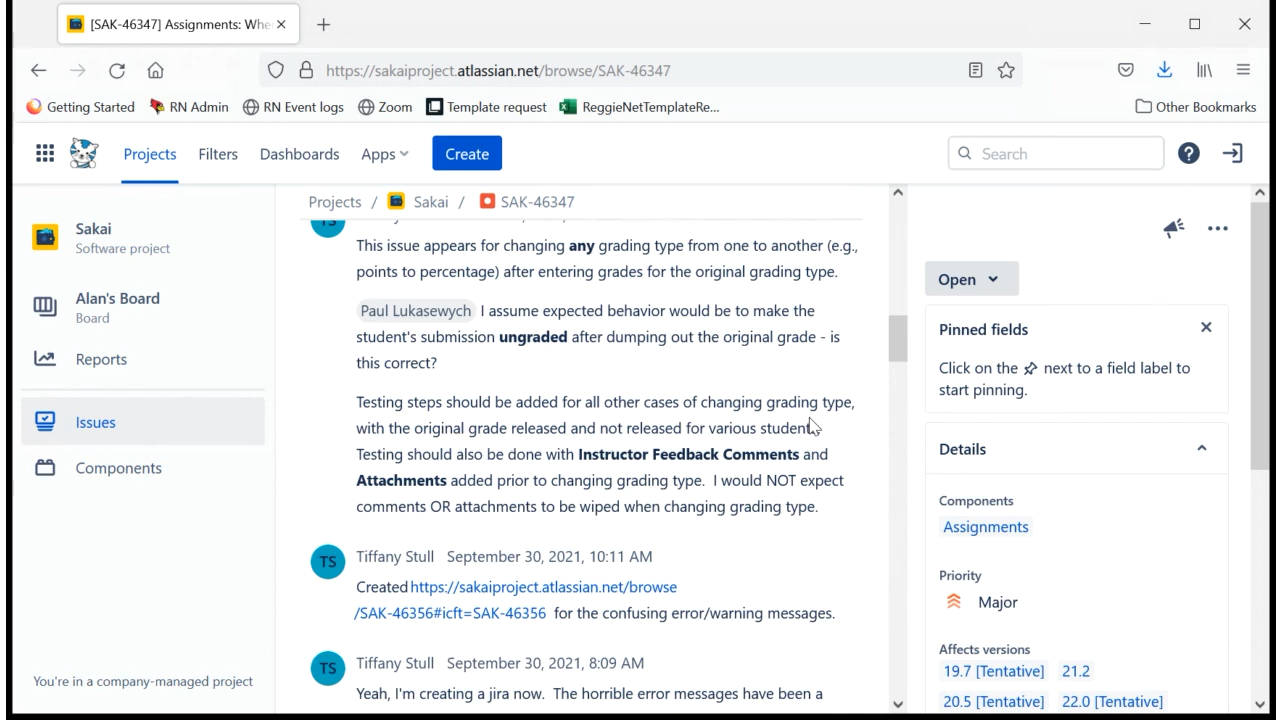 [SAK-46347] Assignments: Whe
https://sakaiproject.atlassian.net/browse/SAK-46347
Getting Started RN Admin RN Event logs Zoom Template request ReggieNetTemplateRe... Other Bookmarks
Projects Filters Dashboards Apps Create Search
Projects / Sakai / SAK-46347
Sakai
Software project
Alan's Board
Board
Reports
Issues
Components
You're in a company-managed project
TS
This issue appears for changing any grading type from one to another (e.g.,
points to percentage) after entering grades for the original grading type.
Paul Lukasewych I assume expected behavior would be to make the
student's submission ungraded after dumping out the original grade - is
this correct?
Testing steps should be added for all other cases of changing grading type,
with the original grade released and not released for various student
Testing should also be done with Instructor Feedback Comments and
Attachments added prior to changing grading type. I would NOT expect
comments OR attachments to be wiped when changing grading type.
TS Tiffany Stull September 30, 2021, 10:11 AM
Created https://sakaiproject.atlassian.net/browse
/SAK-46356#icft=SAK-46356 for the confusing error/warning messages.
TS Tiffany Stull September 30, 2021, 8:09 AM
Yeah, I'm creating a jira now. The horrible error messages have been a
Open
Pinned fields
Click on the next to a field label to
start pinning.
Details
Components
Assignments
Priority
Major
Affects versions
19.7 [Tentative] 21.2
20.5 [Tentative] 22.0 [Tentative]